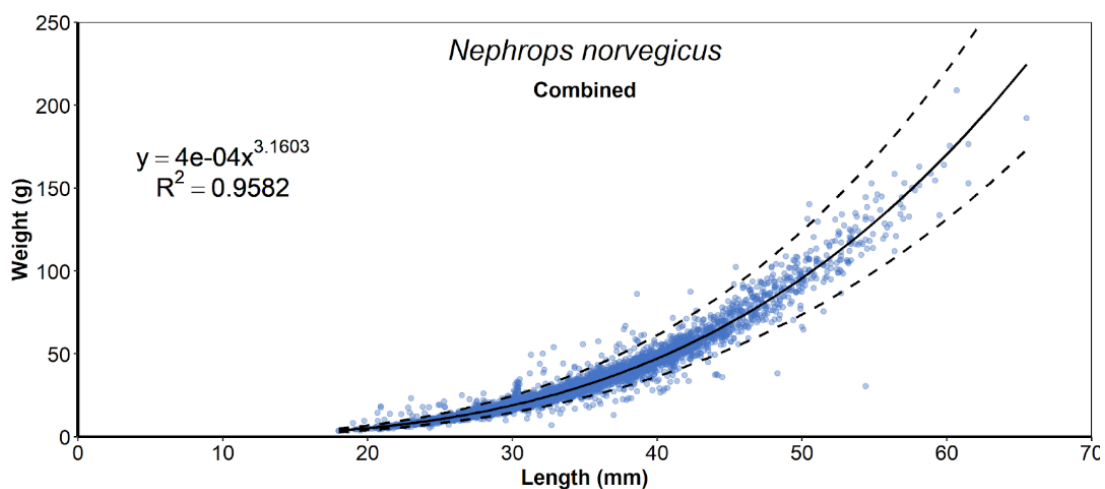 Nephrops norvegicus
Combined
y = 4e-04x^3.1603
R² = 0.9582
Weight (g)
250
200
150
100
50
0
0 10 20 30 40 50 60 70
Length (mm)